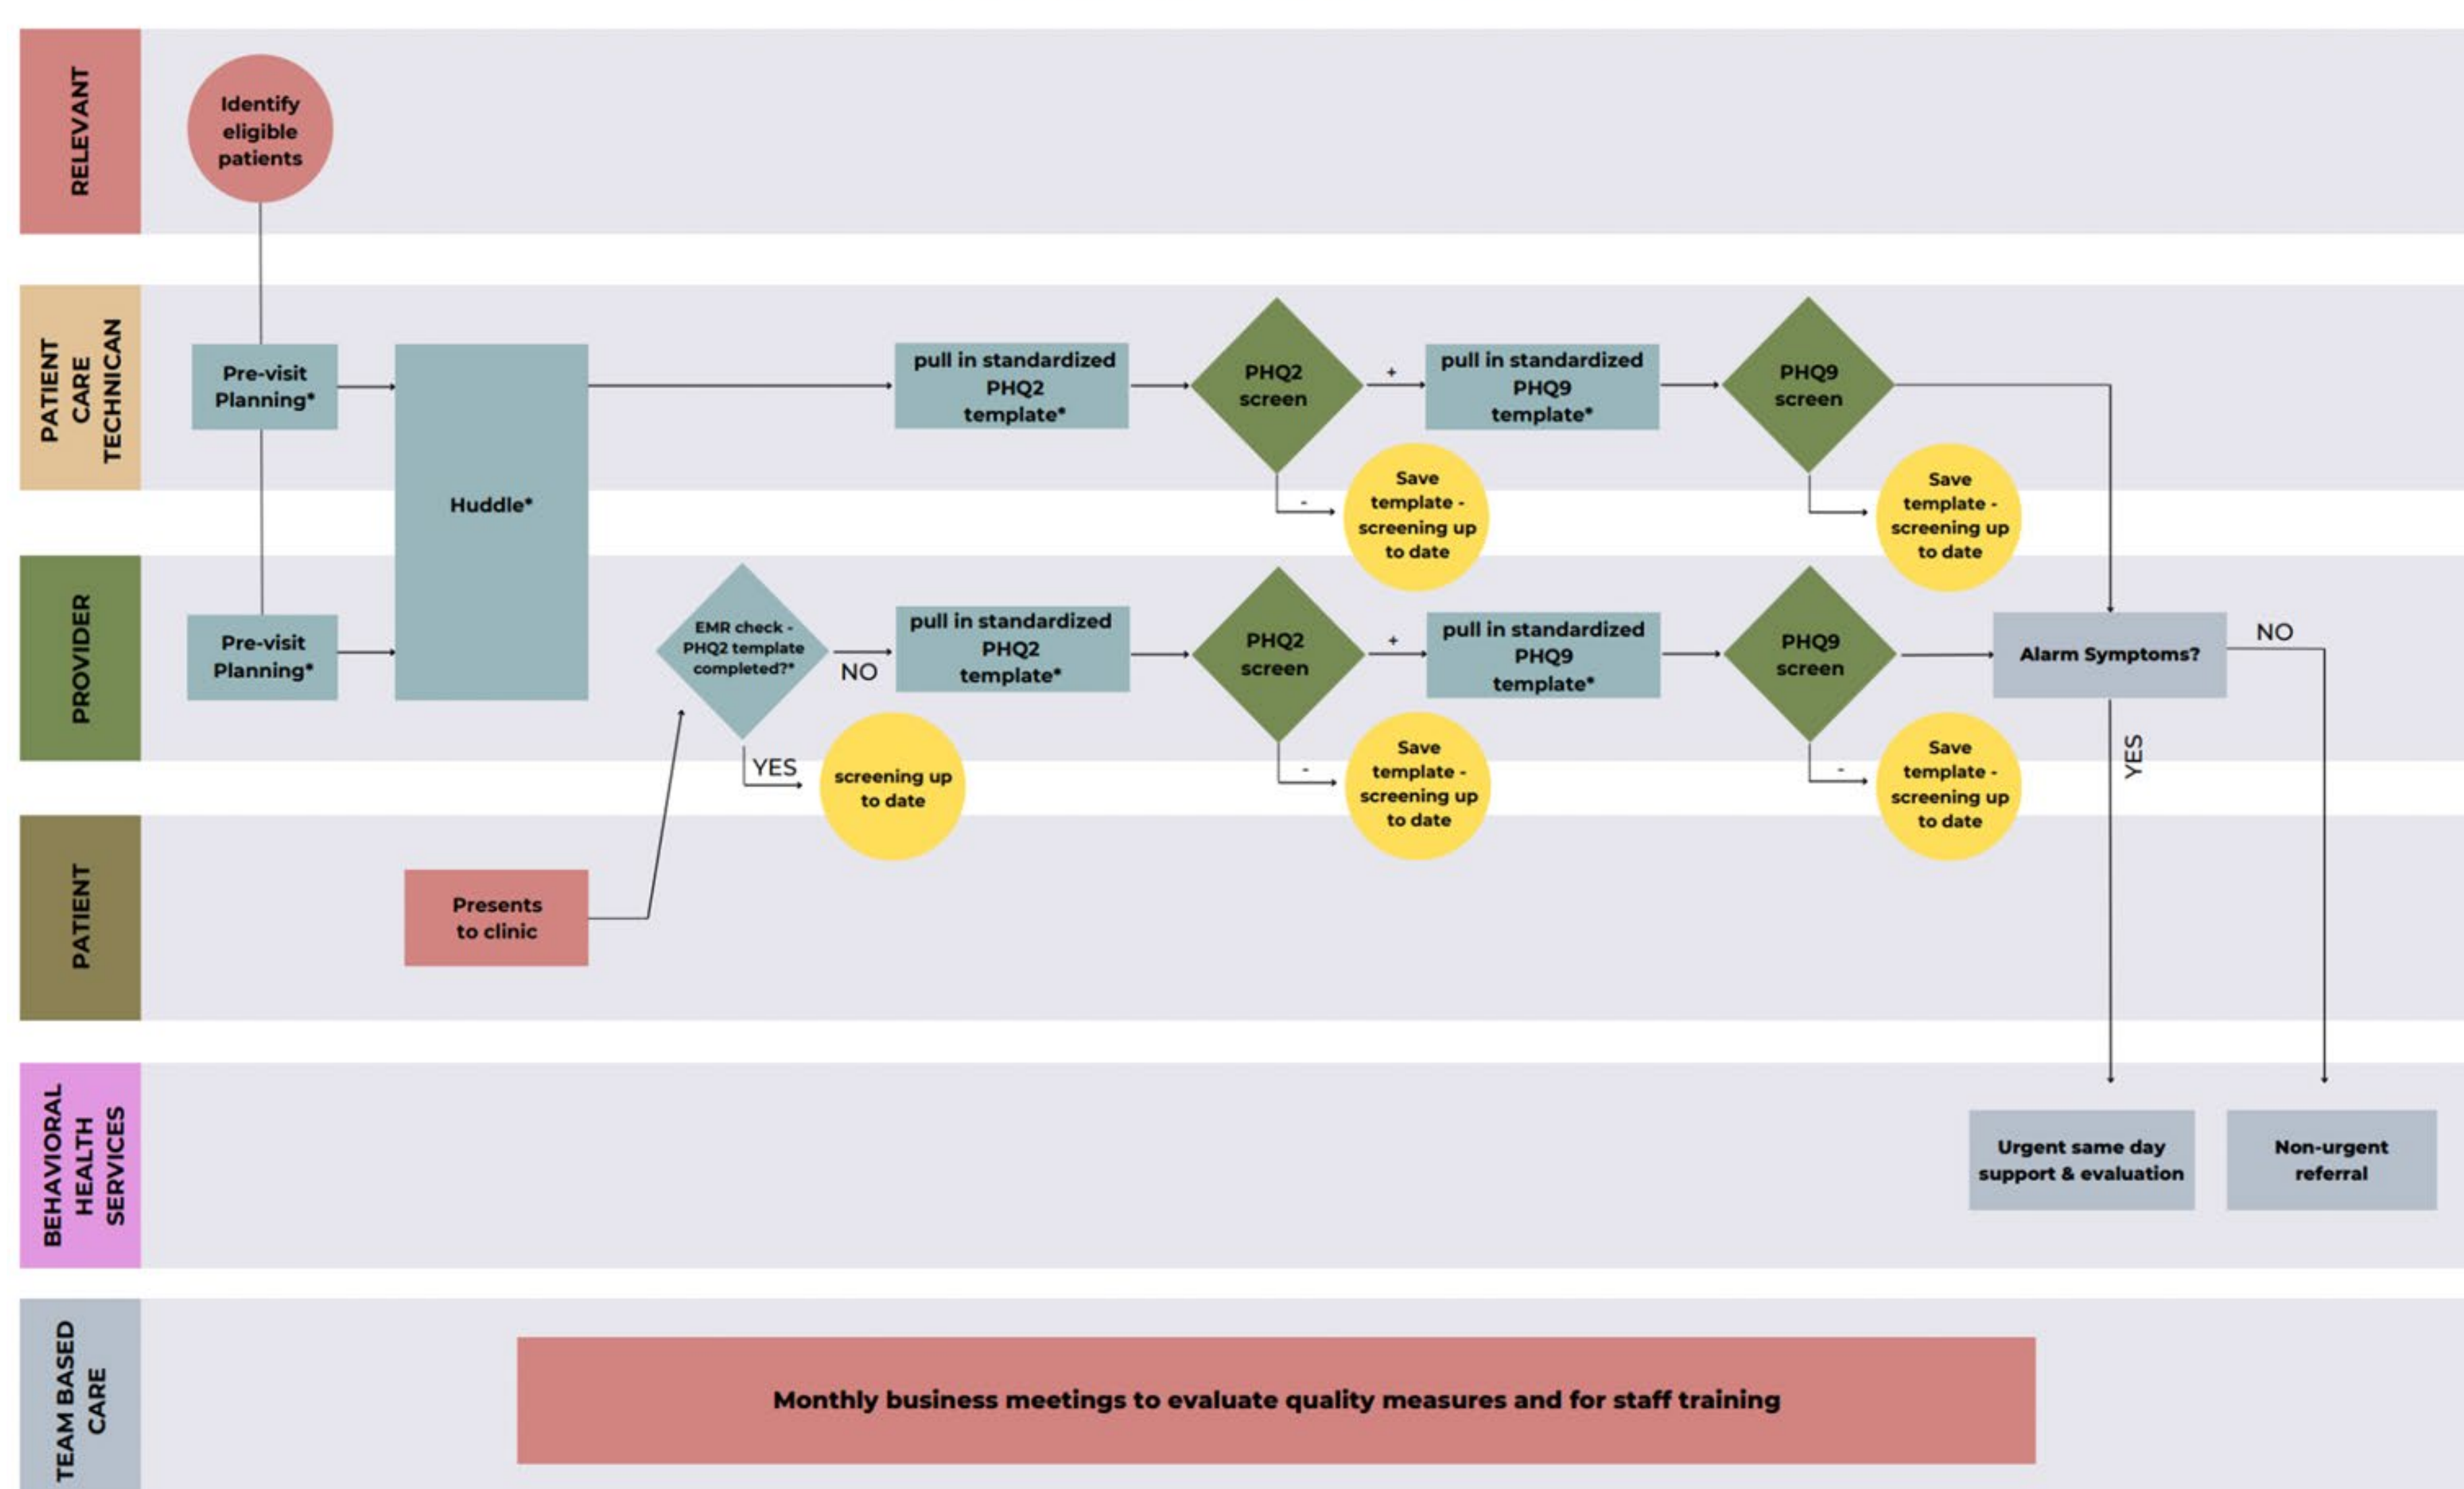 RELEVANT
Identify
eligible
patients
PATIENT
CARE
TECHNICAN
Pre-visit
Planning*
Huddle*
pull in standardized
PHQ2
template*
PHQ2
screen
+
pull in standardized
PHQ9
template*
PHQ9
screen
-
Save
template -
screening up
to date
Save
template -
screening up
to date
PROVIDER
Pre-visit
Planning*
EMR check -
PHQ2 template
completed?*
NO
YES
screening up
to date
pull in standardized
PHQ2
template*
PHQ2
screen
+
-
Save
template -
screening up
to date
pull in standardized
PHQ9
template*
PHQ9
screen
-
Save
template -
screening up
to date
Alarm Symptoms?
NO
YES
PATIENT
Presents
to clinic
BEHAVIORAL
HEALTH
SERVICES
Urgent same day
support & evaluation
Non-urgent
referral
TEAM BASED
CARE
Monthly business meetings to evaluate quality measures and for staff training